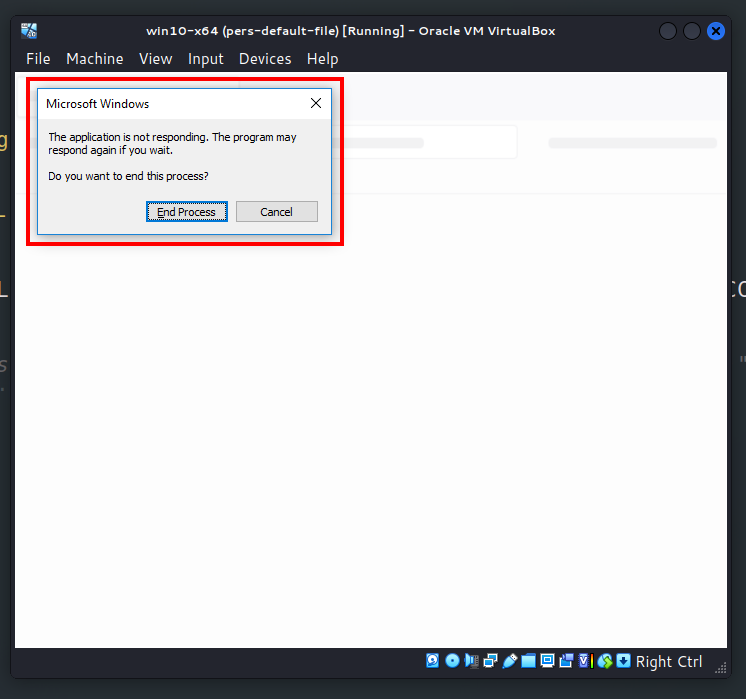 win10-x64 (pers-default-file) [Running] - Oracle VM VirtualBox
File Machine View Input Devices Help
Microsoft Windows
The application is not responding. The program may
respond again if you wait.
Do you want to end this process?
End Process Cancel
Right Ctrl